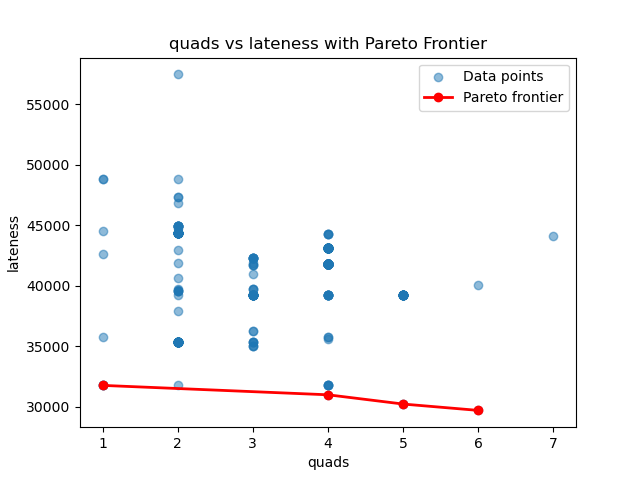 quads vs lateness with Pareto Frontier
Data points
Pareto frontier
55000
50000
45000
40000
35000
30000
lateness
1 2 3 4 5 6 7
quads